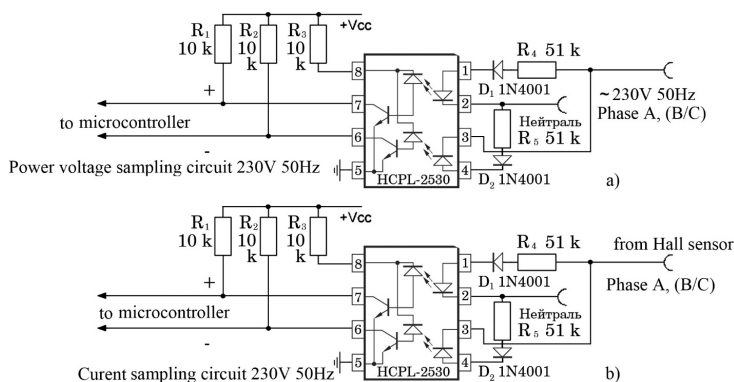 R1 R2 R3 +Vcc
10 k 10 k 10 k
R4 51 k
8 1
D1 1N4001
+ 7 2
~230V 50Hz
Нейтраль
Phase A, (B/C)
to microcontroller
6 3
R5 51 k
-
Power voltage sampling circuit 230V 50Hz
5 HCPL-2530 4
D2 1N4001
a)
R1 R2 R3 +Vcc
10 k 10 k 10 k
R4 51 k
from Hall sensor
8 1
D1 1N4001
Phase A, (B/C)
+ 7 2
Нейтраль
to microcontroller
6 3
R5 51 k
-
Curent sampling circuit 230V 50Hz
5 HCPL-2530 4
D2 1N4001
b)